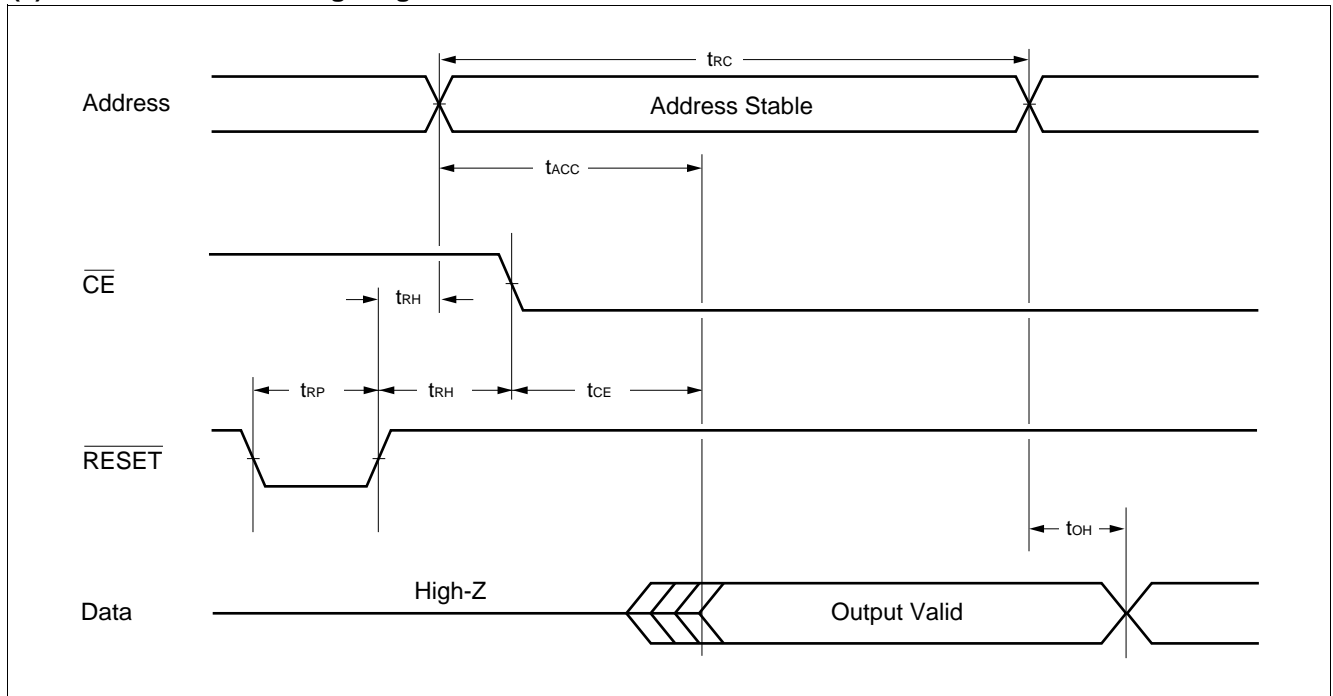 tRC
Address
Address Stable
tACC
CE
tRH
tRP
tRH
tCE
RESET
tOH
High-Z
Data
Output Valid